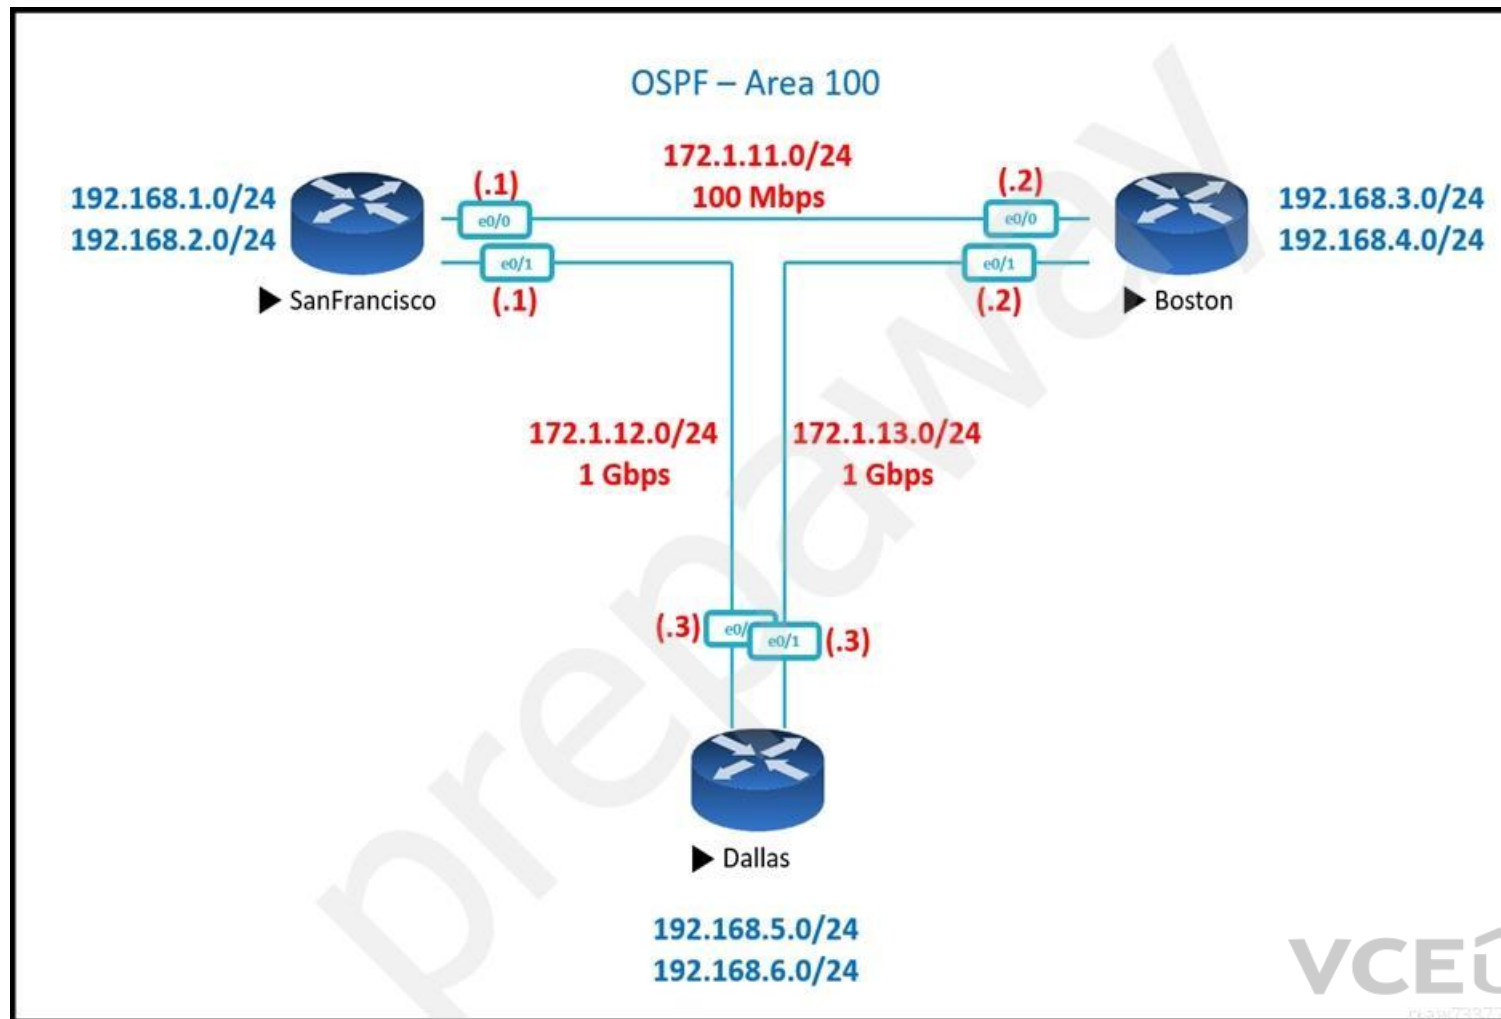 OSPF – Area 100
172.1.11.0/24
100 Mbps
192.168.1.0/24
192.168.2.0/24
(.1)
e0/0
e0/1
(.1)
▶ SanFrancisco
(.2)
e0/0
e0/1
(.2)
192.168.3.0/24
192.168.4.0/24
▶ Boston
172.1.12.0/24
1 Gbps
172.1.13.0/24
1 Gbps
(.3)
e0/
e0/1
(.3)
▶ Dallas
192.168.5.0/24
192.168.6.0/24
prepaway